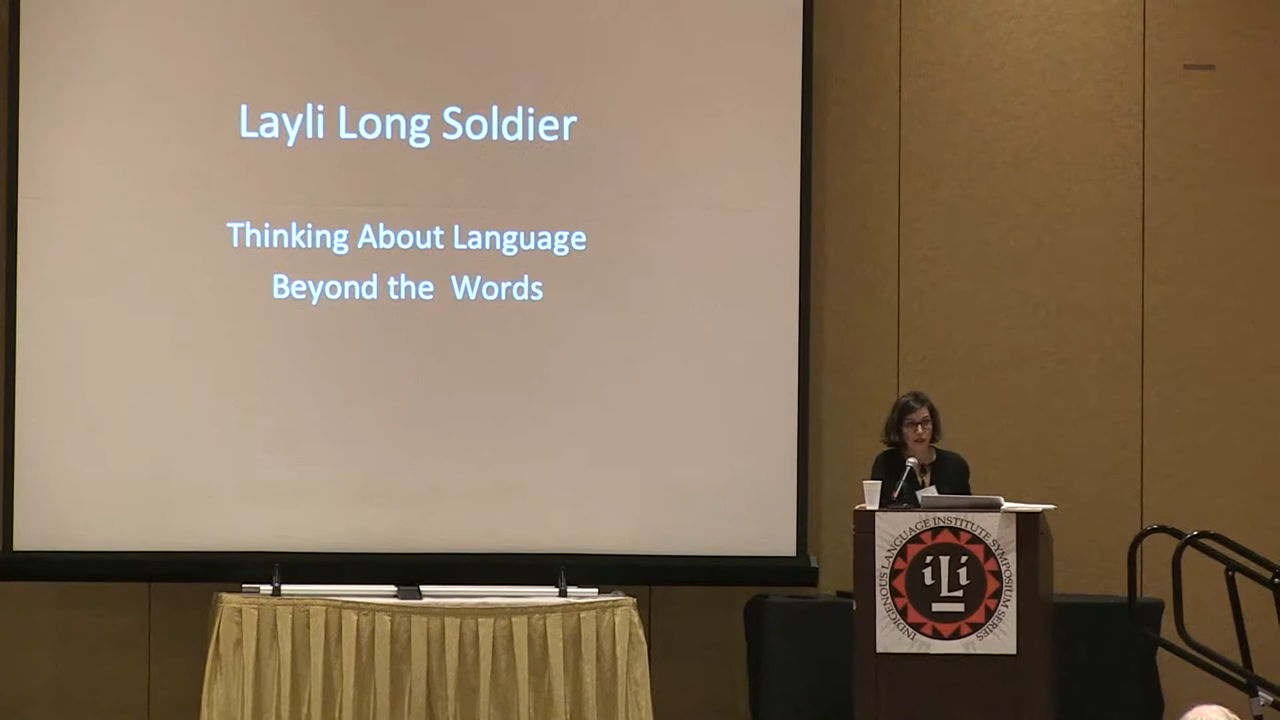 Layli Long Soldier
Thinking About Language
Beyond the Words
INDIGENOUS LANGUAGE INSTITUTE SYMPOSIUM SERIES
iLi